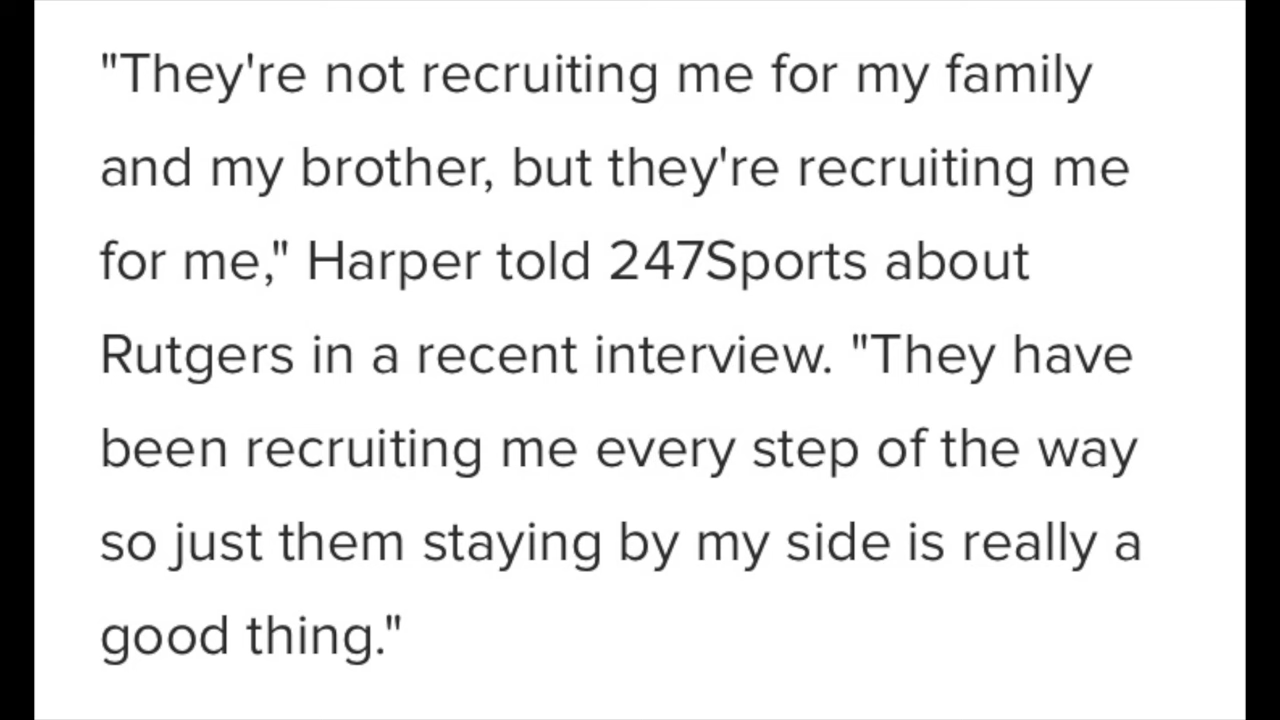 "They're not recruiting me for my family
and my brother, but they're recruiting me
for me," Harper told 247Sports about
Rutgers in a recent interview. "They have
been recruiting me every step of the way
so just them staying by my side is really a
good thing."